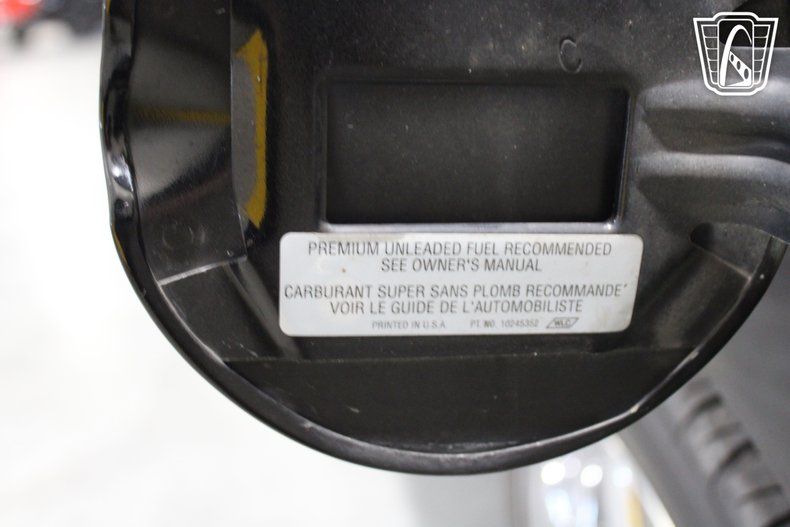 PREMIUM UNLEADED FUEL RECOMMENDED
SEE OWNER'S MANUAL
CARBURANT SUPER SANS PLOMB RECOMMANDE´
VOIR LE GUIDE DE L'AUTOMOBILISTE
PRINTED IN U.S.A PT. NO. 10245352 WLC
C